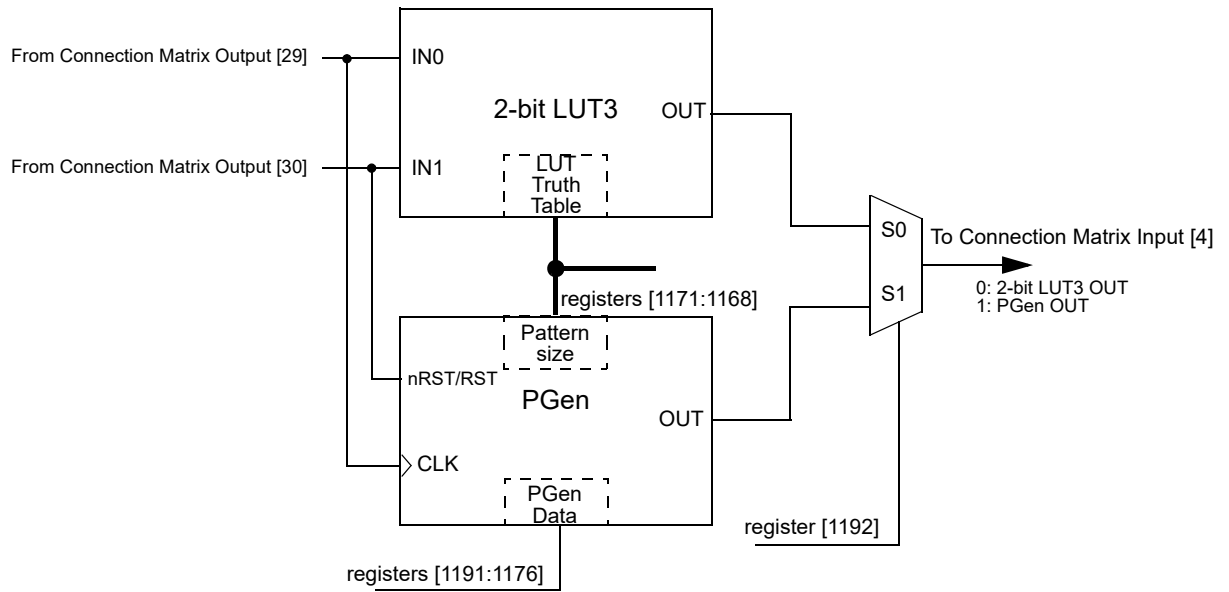 From Connection Matrix Output [29]
IN0
2-bit LUT3
OUT
From Connection Matrix Output [30]
IN1
LUT
Truth
Table
S0
To Connection Matrix Input [4]
0: 2-bit LUT3 OUT
1: PGen OUT
S1
registers [1171:1168]
Pattern
size
nRST/RST
PGen
OUT
CLK
PGen
Data
register [1192]
registers [1191:1176]